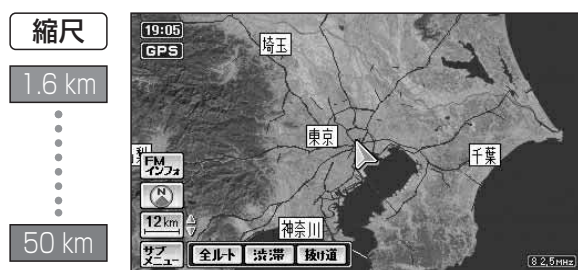 縮尺
1.6 km
50 km
19:05
GPS
埼玉
東京
千葉
梨
FM
インフォ
N
12km
神奈川
サブ
メニュー
全ルート 渋滞 抜け道
82.5MHz